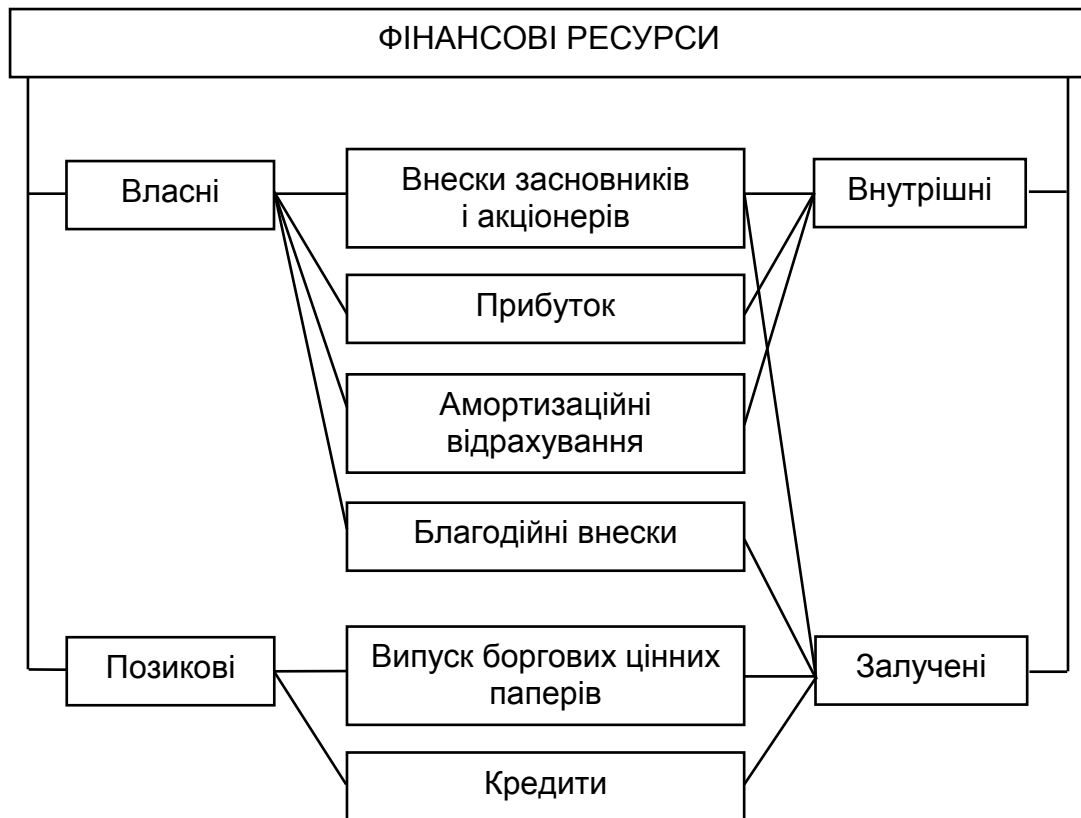 ФІНАНСОВІ РЕСУРСИ
Власні
Внески засновників
і акціонерів
Внутрішні
Прибуток
Амортизаційні
відрахування
Благодійні внески
Позикові
Випуск боргових цінних
паперів
Залучені
Кредити